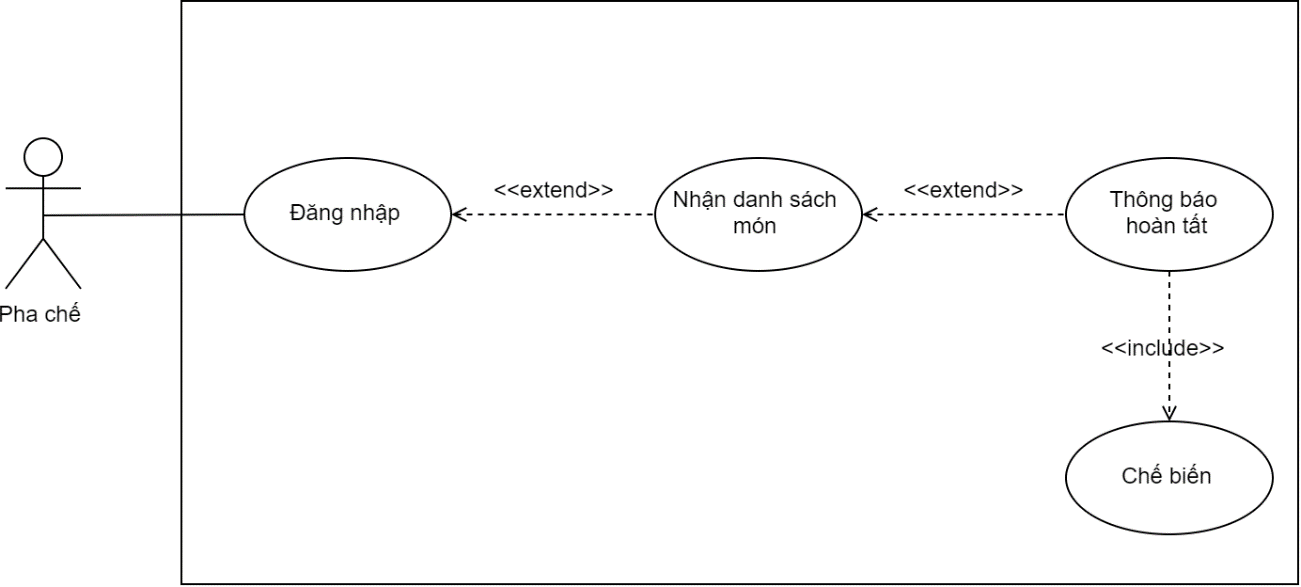 Pha chế
Đăng nhập
<<extend>>
Nhận danh sách
món
<<extend>>
Thông báo
hoàn tất
<<include>>
Chế biến